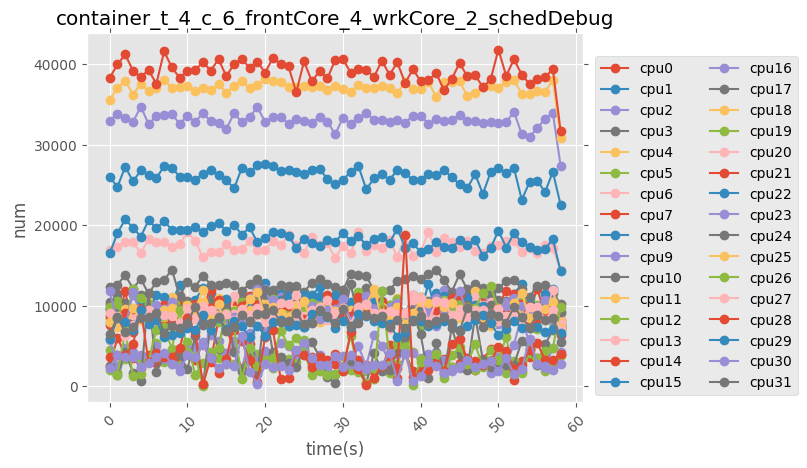 container_t_4_c_6_frontCore_4_wrkCore_2_schedDebug
40000
30000
20000
10000
0
num
0
10
20
30
40
50
60
time(s)
cpu0
cpu1
cpu2
cpu3
cpu4
cpu5
cpu6
cpu7
cpu8
cpu9
cpu10
cpu11
cpu12
cpu13
cpu14
cpu15
cpu16
cpu17
cpu18
cpu19
cpu20
cpu21
cpu22
cpu23
cpu24
cpu25
cpu26
cpu27
cpu28
cpu29
cpu30
cpu31